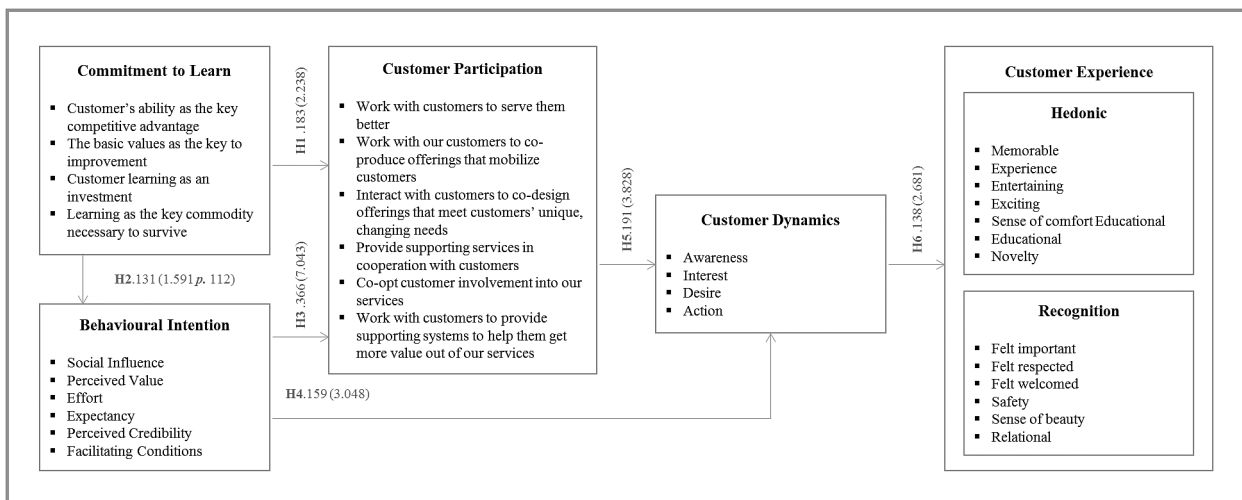 Commitment to Learn
▪ Customer's ability as the key
competitive advantage
▪ The basic values as the key to
improvement
▪ Customer learning as an
investment
▪ Learning as the key commodity
necessary to survive
H1 .183 (2.238)
H2.131 (1.591 p. 112)
Behavioural Intention
▪ Social Influence
▪ Perceived Value
▪ Effort
▪ Expectancy
▪ Perceived Credibility
▪ Facilitating Conditions
H3 .366 (7.043)
H4.159 (3.048)
Customer Participation
▪ Work with customers to serve them
better
▪ Work with our customers to co-
produce offerings that mobilize
customers
▪ Interact with customers to co-design
offerings that meet customers' unique,
changing needs
▪ Provide supporting services in
cooperation with customers
▪ Co-opt customer involvement into our
services
▪ Work with customers to provide
supporting systems to help them get
more value out of our services
H5.191 (3.828)
Customer Dynamics
▪ Awareness
▪ Interest
▪ Desire
▪ Action
H6 .138 (2.681)
Customer Experience
Hedonic
▪ Memorable
▪ Experience
▪ Entertaining
▪ Exciting
▪ Sense of comfort Educational
▪ Educational
▪ Novelty
Recognition
▪ Felt important
▪ Felt respected
▪ Felt welcomed
▪ Safety
▪ Sense of beauty
▪ Relational